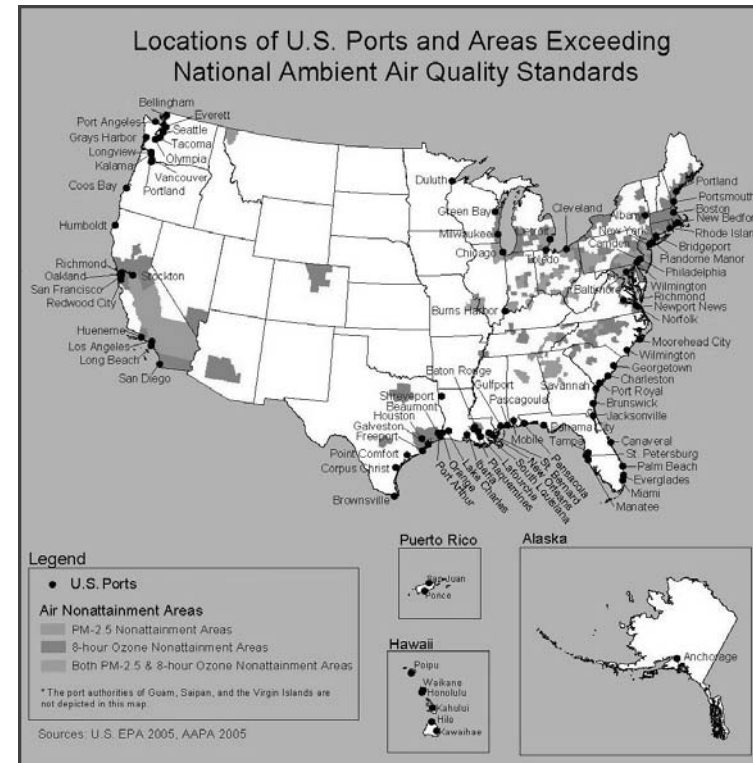 Locations of U.S. Ports and Areas Exceeding
National Ambient Air Quality Standards
Bellingham
Port Angeles
Everett
Grays Harbor
Seattle
Tacoma
Longview
Olympia
Kalama
Vancouver
Coos Bay
Portland
Humboldt
Richmond
Oakland
Stockton
San Francisco
Redwood City
Hueneme
Los Angeles
Long Beach
San Diego
Duluth
Green Bay
Milwaukee
Detroit
Cleveland
Chicago
Toledo
Burns Harbor
Albany
New York
Camden
Baltimore
Portland
Portsmouth
Boston
New Bedfor
Rhode Islan
Bridgeport
Plandome Manor
Philadelphia
Wilmington
Richmond
Newport News
Norfolk
Moorehead City
Wilmington
Georgetown
Charleston
Savannah
Port Royal
Brunswick
Jacksonville
Baton Rouge
Gulfport
Pascagoula
Shreveport
Beaumont
Houston
Galveston
Freeport
Point Comfort
Corpus Christ
Brownsville
Port Arthur
Orange
Lake Charles
Iberia
Plaquemines
Lafourche
South Louisiana
New Orleans
St. Bernard
Pensacola
Mobile
Panama City
Tampa
Canaveral
St. Petersburg
Palm Beach
Everglades
Miami
Manatee
Legend
U.S. Ports
Air Nonattainment Areas
PM-2.5 Nonattainment Areas
8-hour Ozone Nonattainment Areas
Both PM-2.5 & 8-hour Ozone Nonattainment Areas
* The port authorities of Guam, Saipan, and the Virgin Islands are
not depicted in this map.
Sources: U.S. EPA 2005, AAPA 2005
Puerto Rico
San Juan
Ponce
Hawaii
Poipu
Waikane
Honolulu
Kahului
Hilo
Kawaihae
Alaska
Anchorage